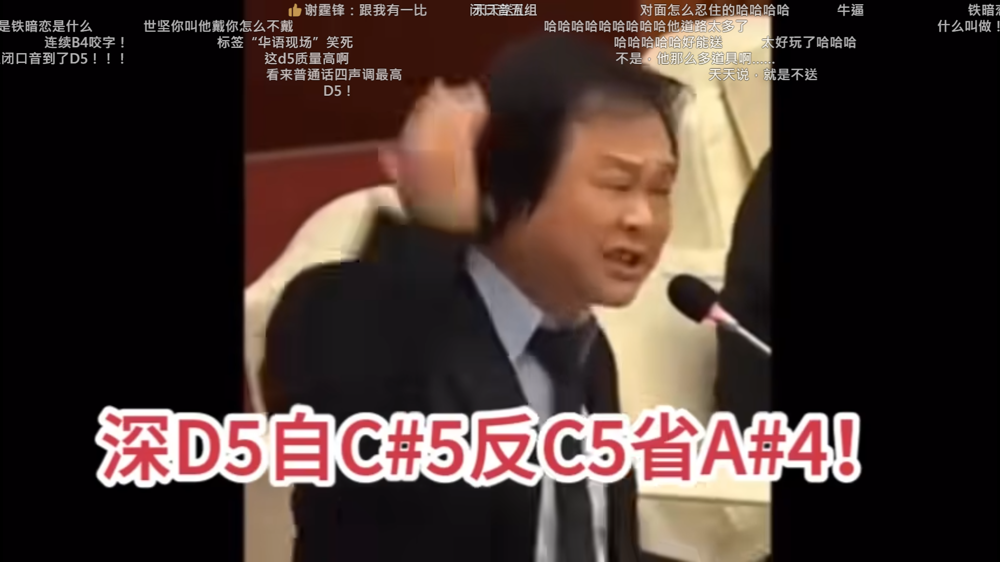 谢霆锋：跟我有一比
对面怎么忍住的哈哈哈哈
牛逼
铁暗
是铁暗恋是什么
世坚你叫他戴你怎么不戴
哈哈哈哈哈哈哈哈哈他道路太多了
什么叫做！
连续B4咬字！
标签“华语现场”笑死
哈哈哈哈哈好能送
太好玩了哈哈哈
闭口音到了D5！！！
这d5质量高啊
不是，他那么多道具啊......
看来普通话四声调最高
天天说，就是不送
D5！
深D5自C#5反C5省A#4!